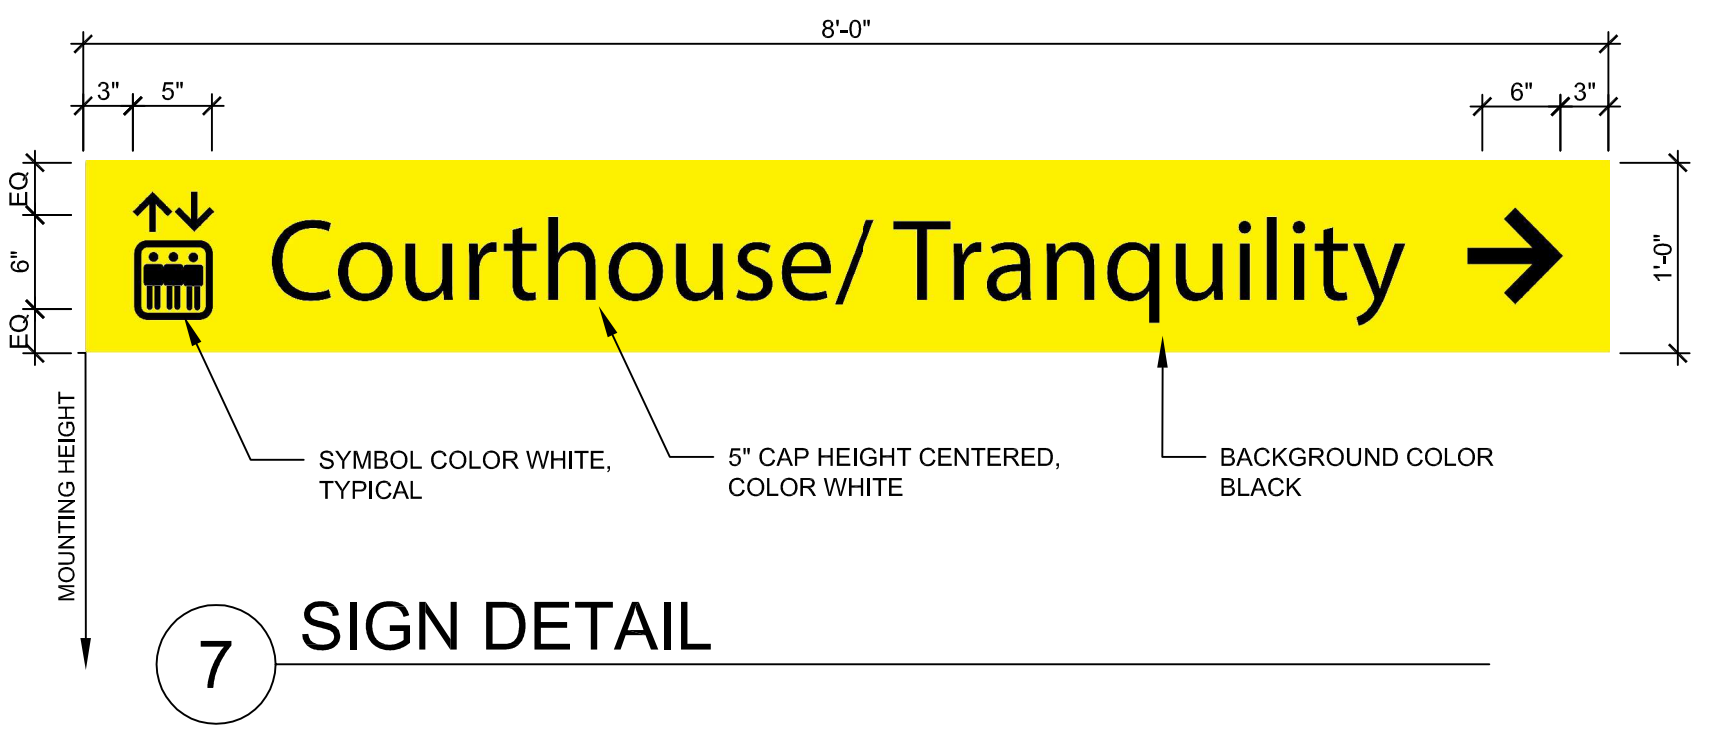 8'-0"
3" 5" 6" 3"
EQ
6"
EQ
Courthouse/ Tranquility
1'-0"
MOUNTING HEIGHT
SYMBOL COLOR WHITE,
TYPICAL
5" CAP HEIGHT CENTERED,
COLOR WHITE
BACKGROUND COLOR
BLACK
7 SIGN DETAIL